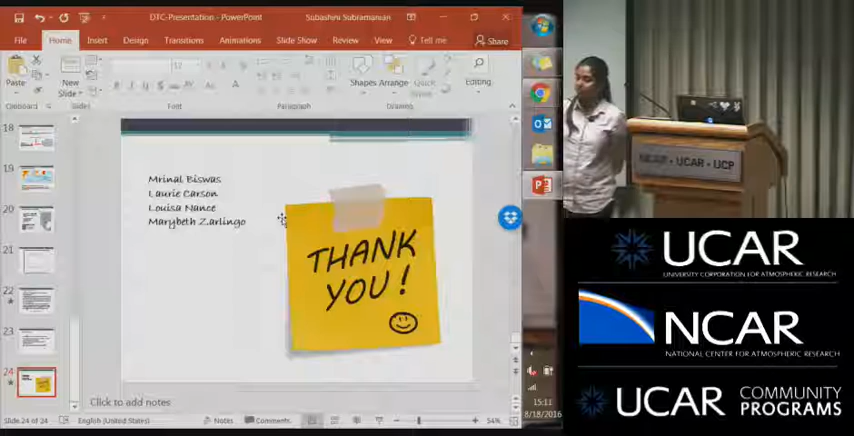 DTC-Presentation - PowerPoint
Subashini Subramanian
File
Home
Insert
Design
Transitions
Animations
Slide Show
Review
View
Tell me
Share
Paste
New
Slide
Shapes
Arrange
Quick
Editing
Clipboard
Slides
Font
Paragraph
Drawing
18
19
20
21
22
23
24
Mrinal Biswas
Laurie Carson
Louisa Nance
Marybeth Zarlingo
THANK
YOU!
Click to add notes
Slide 24 of 24
English (United States)
Notes
Comments
54%
15:11
8/18/2016
NCAR - UCAR - UCP
UCAR
UNIVERSITY CORPORATION FOR ATMOSPHERIC RESEARCH
NCAR
NATIONAL CENTER FOR ATMOSPHERIC RESEARCH
UCAR
COMMUNITY
PROGRAMS